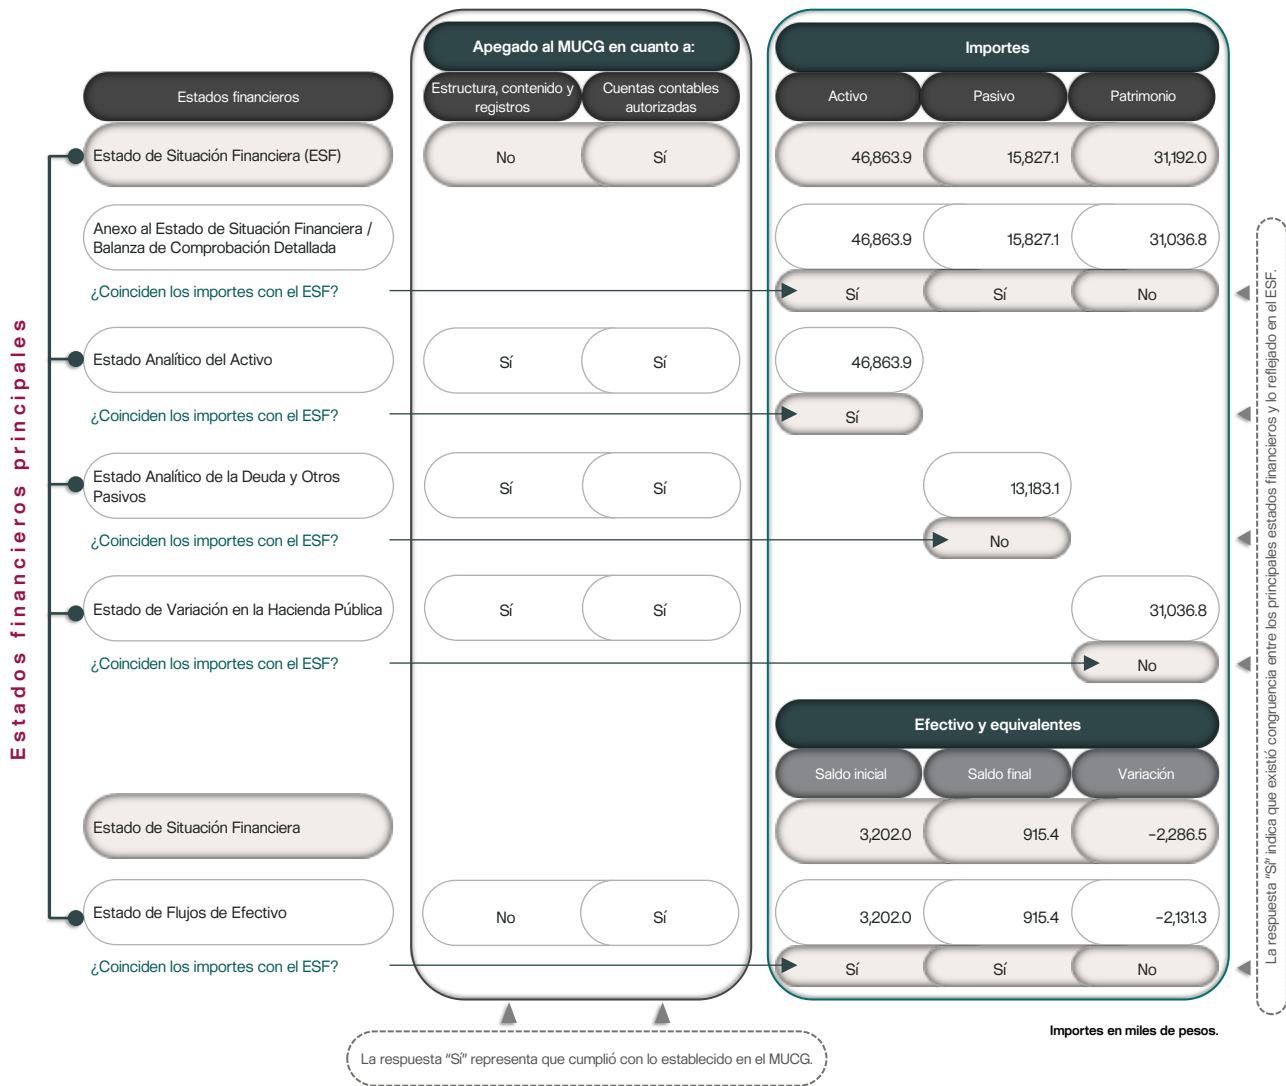 Apegado al MUCG en cuanto a:
Importes
Estados financieros
Estructura, contenido y
registros
Cuentas contables
autorizadas
Activo
Pasivo
Patrimonio
Estado de Situación Financiera (ESF)
No
Sí
46,863.9
15,827.1
31,192.0
Anexo al Estado de Situación Financiera /
Balanza de Comprobación Detallada
46,863.9
15,827.1
31,036.8
¿Coinciden los importes con el ESF?
Sí
Sí
No
Estado Analítico del Activo
Sí
Sí
46,863.9
¿Coinciden los importes con el ESF?
Sí
Estado Analítico de la Deuda y Otros
Pasivos
Sí
Sí
13,183.1
¿Coinciden los importes con el ESF?
No
Estado de Variación en la Hacienda Pública
Sí
Sí
31,036.8
¿Coinciden los importes con el ESF?
No
Efectivo y equivalentes
Saldo inicial
Saldo final
Variación
Estado de Situación Financiera
3,202.0
915.4
-2,286.5
Estado de Flujos de Efectivo
No
Sí
3,202.0
915.4
-2,131.3
¿Coinciden los importes con el ESF?
Sí
Sí
No
Estados financieros principales
La respuesta "Sí" indica que existió congruencia entre los principales estados financieros y lo reflejado en el ESF.
Importes en miles de pesos.
La respuesta "Sí" representa que cumplió con lo establecido en el MUCG.